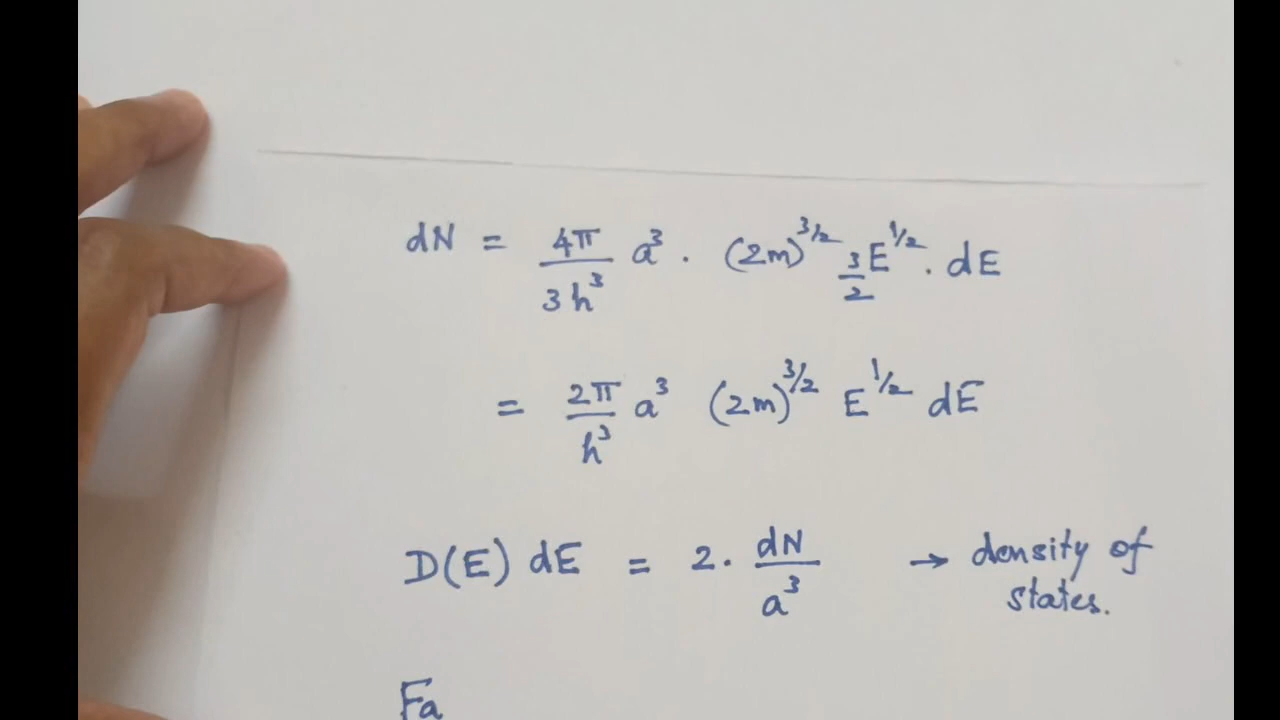 dN = 4π/3h³ a³ · (2m)^3/2 3/2 E^1/2 · dE
= 2π/h³ a³ (2m)^3/2 E^1/2 dE
D(E) dE = 2 · dN/a³ → density of
states.
Fa